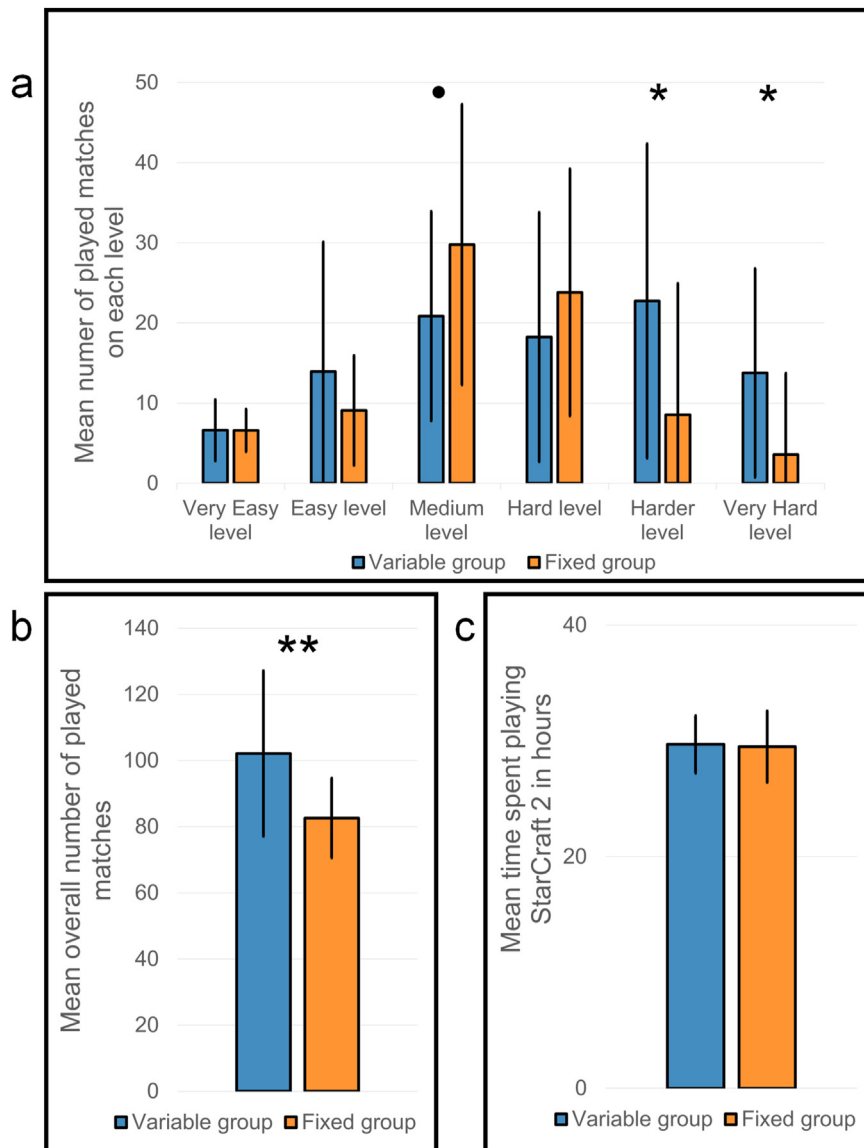 a
Mean numer of played matches
on each level
50
40
30
20
10
0
• * *
Very Easy
level
Easy level
Medium
level
Hard level
Harder
level
Very Hard
level
Variable group Fixed group
b
Mean overall number of played
matches
140
120
100
80
60
40
20
0
**
Variable group Fixed group
c
Mean time spent playing
StarCraft 2 in hours
40
20
0
Variable group Fixed group